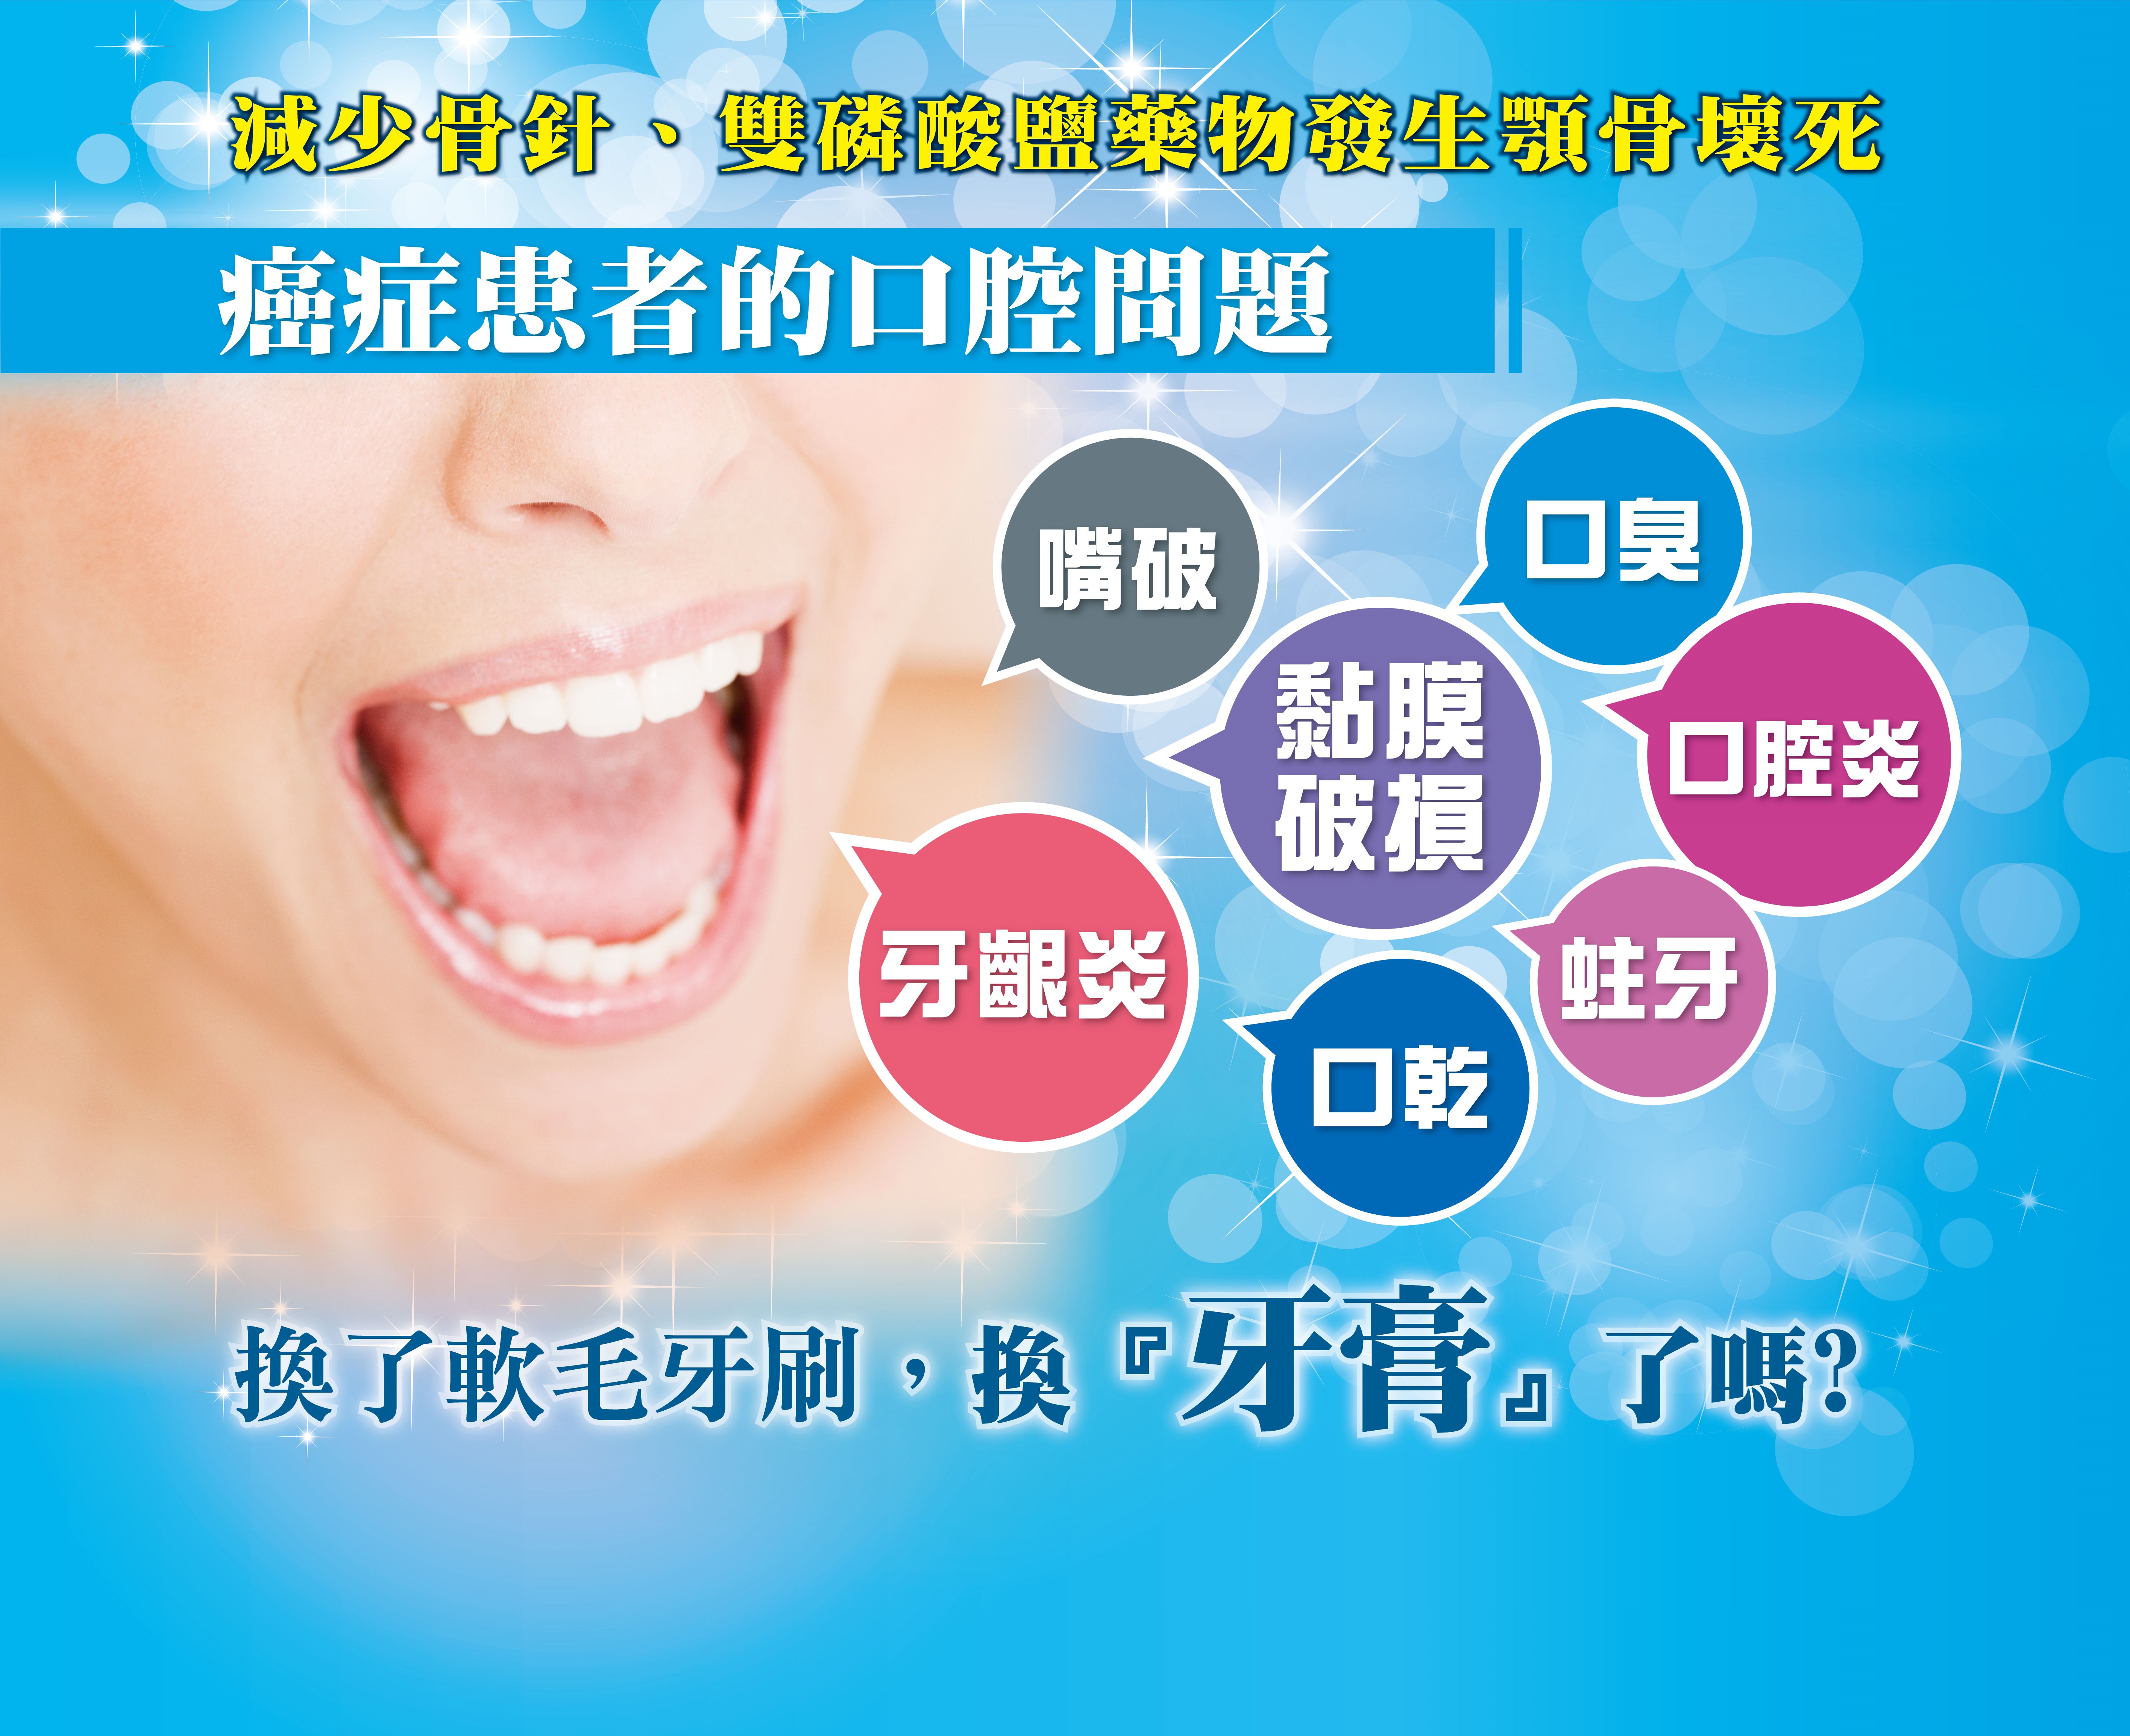 減少骨針、雙磷酸鹽藥物發生顎骨壞死
癌症患者的口腔問題
嘴破
口臭
黏膜
破損
口腔炎
牙齦炎
蛀牙
口乾
換了軟毛牙刷，換『牙膏』了嗎?